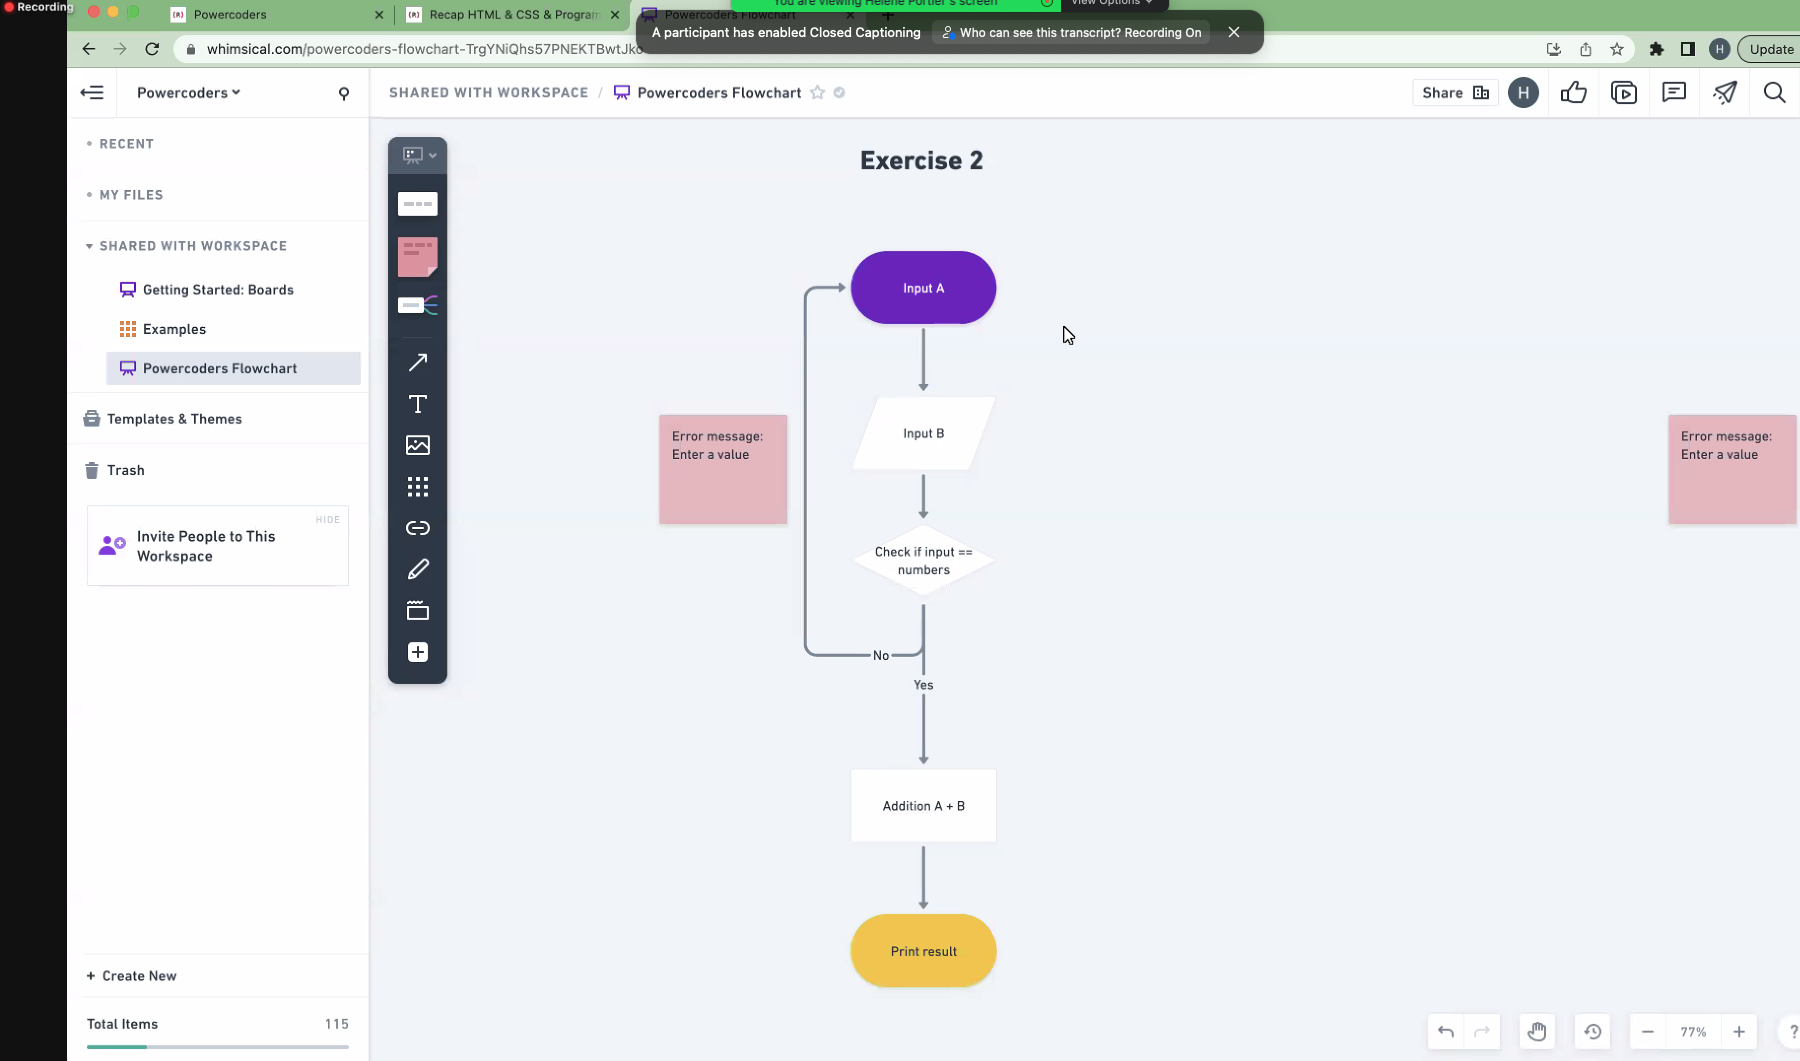 Recording
Powercoders
Recap HTML & CSS & Program
Powercoders Flowchart
You are viewing Helene Portier's screen
View Options
A participant has enabled Closed Captioning
Who can see this transcript? Recording On
whimsical.com/powercoders-flowchart-TrgYNiQhs57PNEKTBwtJko
H
Update
Powercoders
SHARED WITH WORKSPACE / Powercoders Flowchart
Share
H
RECENT
MY FILES
SHARED WITH WORKSPACE
Getting Started: Boards
Examples
Powercoders Flowchart
Templates & Themes
Trash
HIDE
Invite People to This
Workspace
+ Create New
Total Items 115
T
Exercise 2
Input A
Input B
Error message:
Enter a value
Check if input ==
numbers
No
Yes
Addition A + B
Print result
Error message:
Enter a value
77%
?